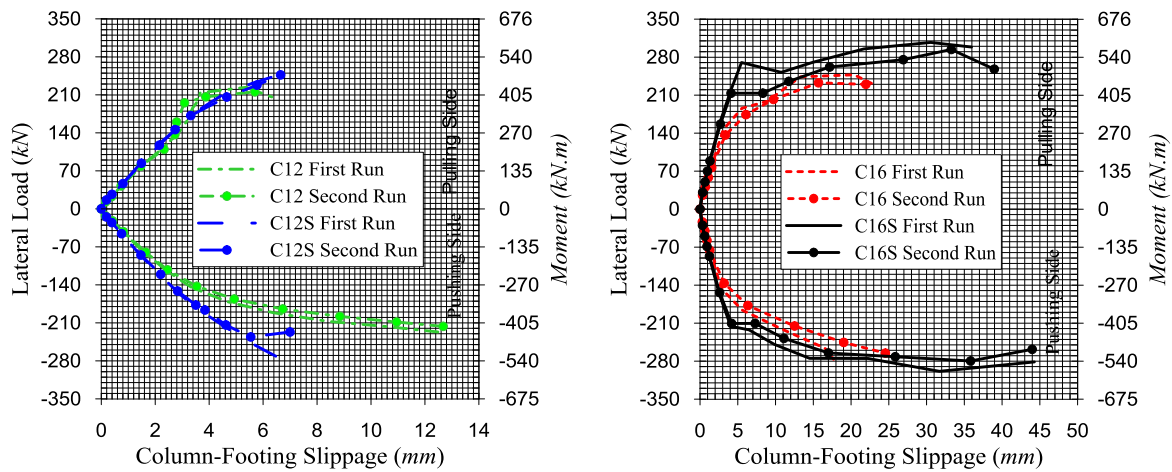 350
280
210
140
70
0
-70
-140
-210
-280
-350
Lateral Load (kN)
676
540
405
270
135
0
-135
-270
-405
-540
-675
Moment (kN.m)
Pulling Side
Pushing Side
C12 First Run
C12 Second Run
C12S First Run
C12S Second Run
0 2 4 6 8 10 12 14
Column-Footing Slippage (mm)
350
280
210
140
70
0
-70
-140
-210
-280
-350
Lateral Load (kN)
676
540
405
270
135
0
-135
-270
-405
-540
-675
Moment (kN.m)
Pulling Side
Pushing Side
C16 First Run
C16 Second Run
C16S First Run
C16S Second Run
0 5 10 15 20 25 30 35 40 45 50
Column-Footing Slippage (mm)